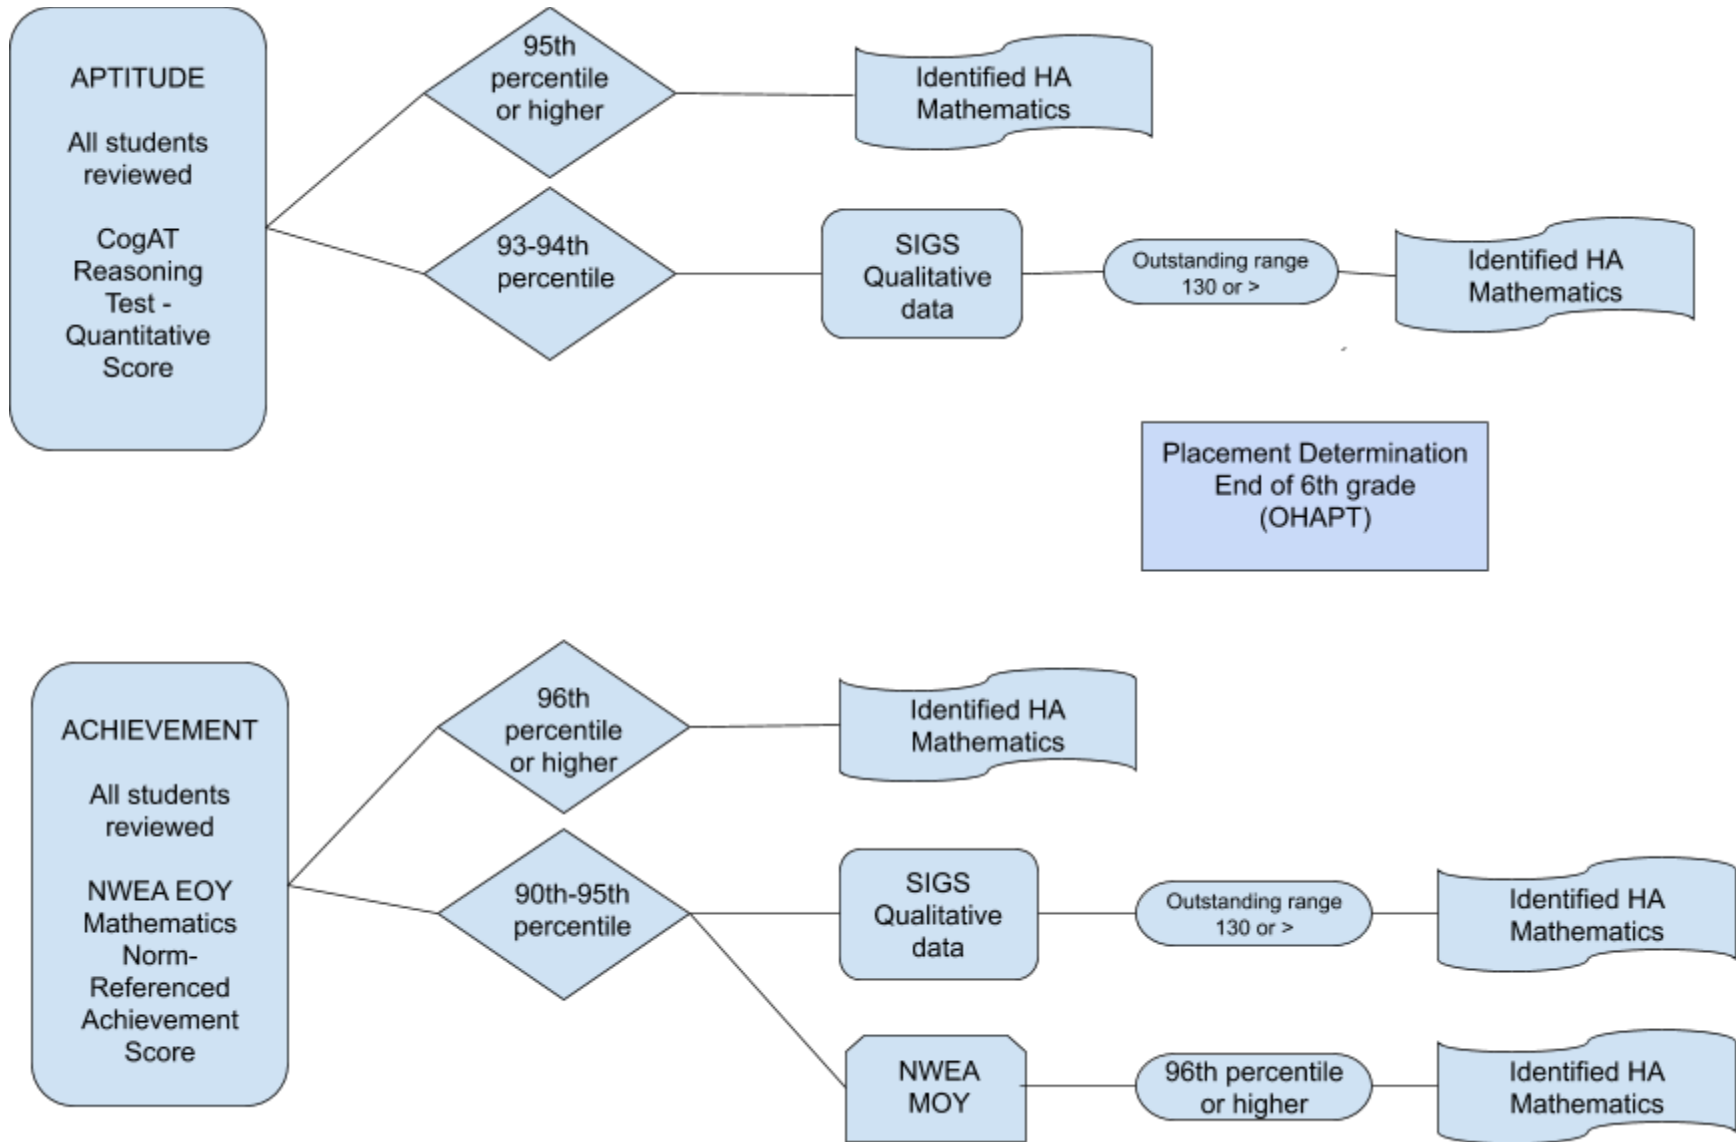 APTITUDE
All students
reviewed
CogAT
Reasoning
Test -
Quantitative
Score
95th
percentile
or higher
Identified HA
Mathematics
93-94th
percentile
SIGS
Qualitative
data
Outstanding range
130 or >
Identified HA
Mathematics
Placement Determination
End of 6th grade
(OHAPT)
ACHIEVEMENT
All students
reviewed
NWEA EOY
Mathematics
Norm-
Referenced
Achievement
Score
96th
percentile
or higher
Identified HA
Mathematics
90th-95th
percentile
SIGS
Qualitative
data
Outstanding range
130 or >
Identified HA
Mathematics
NWEA
MOY
96th percentile
or higher
Identified HA
Mathematics